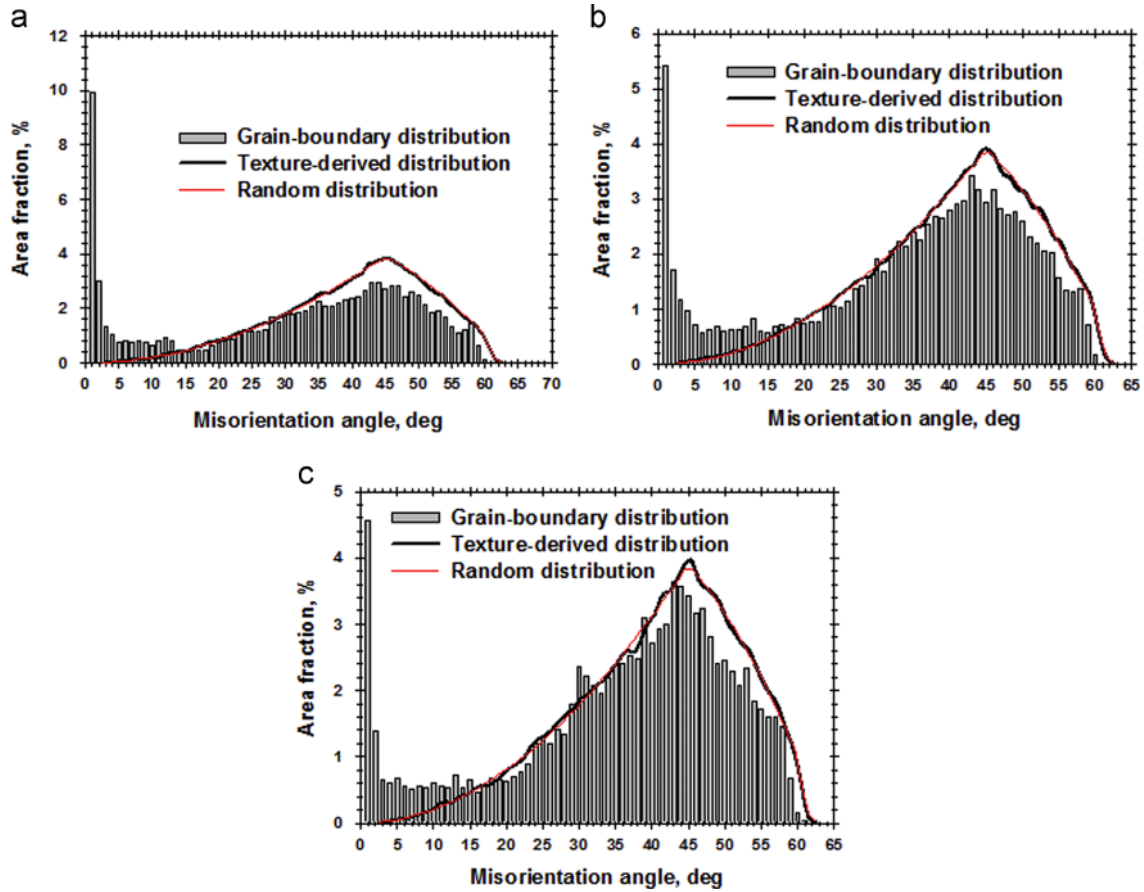 a
12
10
8
6
4
2
0
Area fraction, %
Grain-boundary distribution
Texture-derived distribution
Random distribution
0 5 10 15 20 25 30 35 40 45 50 55 60 65 70
Misorientation angle, deg
b
6
5
4
3
2
1
0
Area fraction, %
Grain-boundary distribution
Texture-derived distribution
Random distribution
0 5 10 15 20 25 30 35 40 45 50 55 60 65
Misorientation angle, deg
c
5
4
3
2
1
0
Area fraction, %
Grain-boundary distribution
Texture-derived distribution
Random distribution
0 5 10 15 20 25 30 35 40 45 50 55 60 65
Misorientation angle, deg